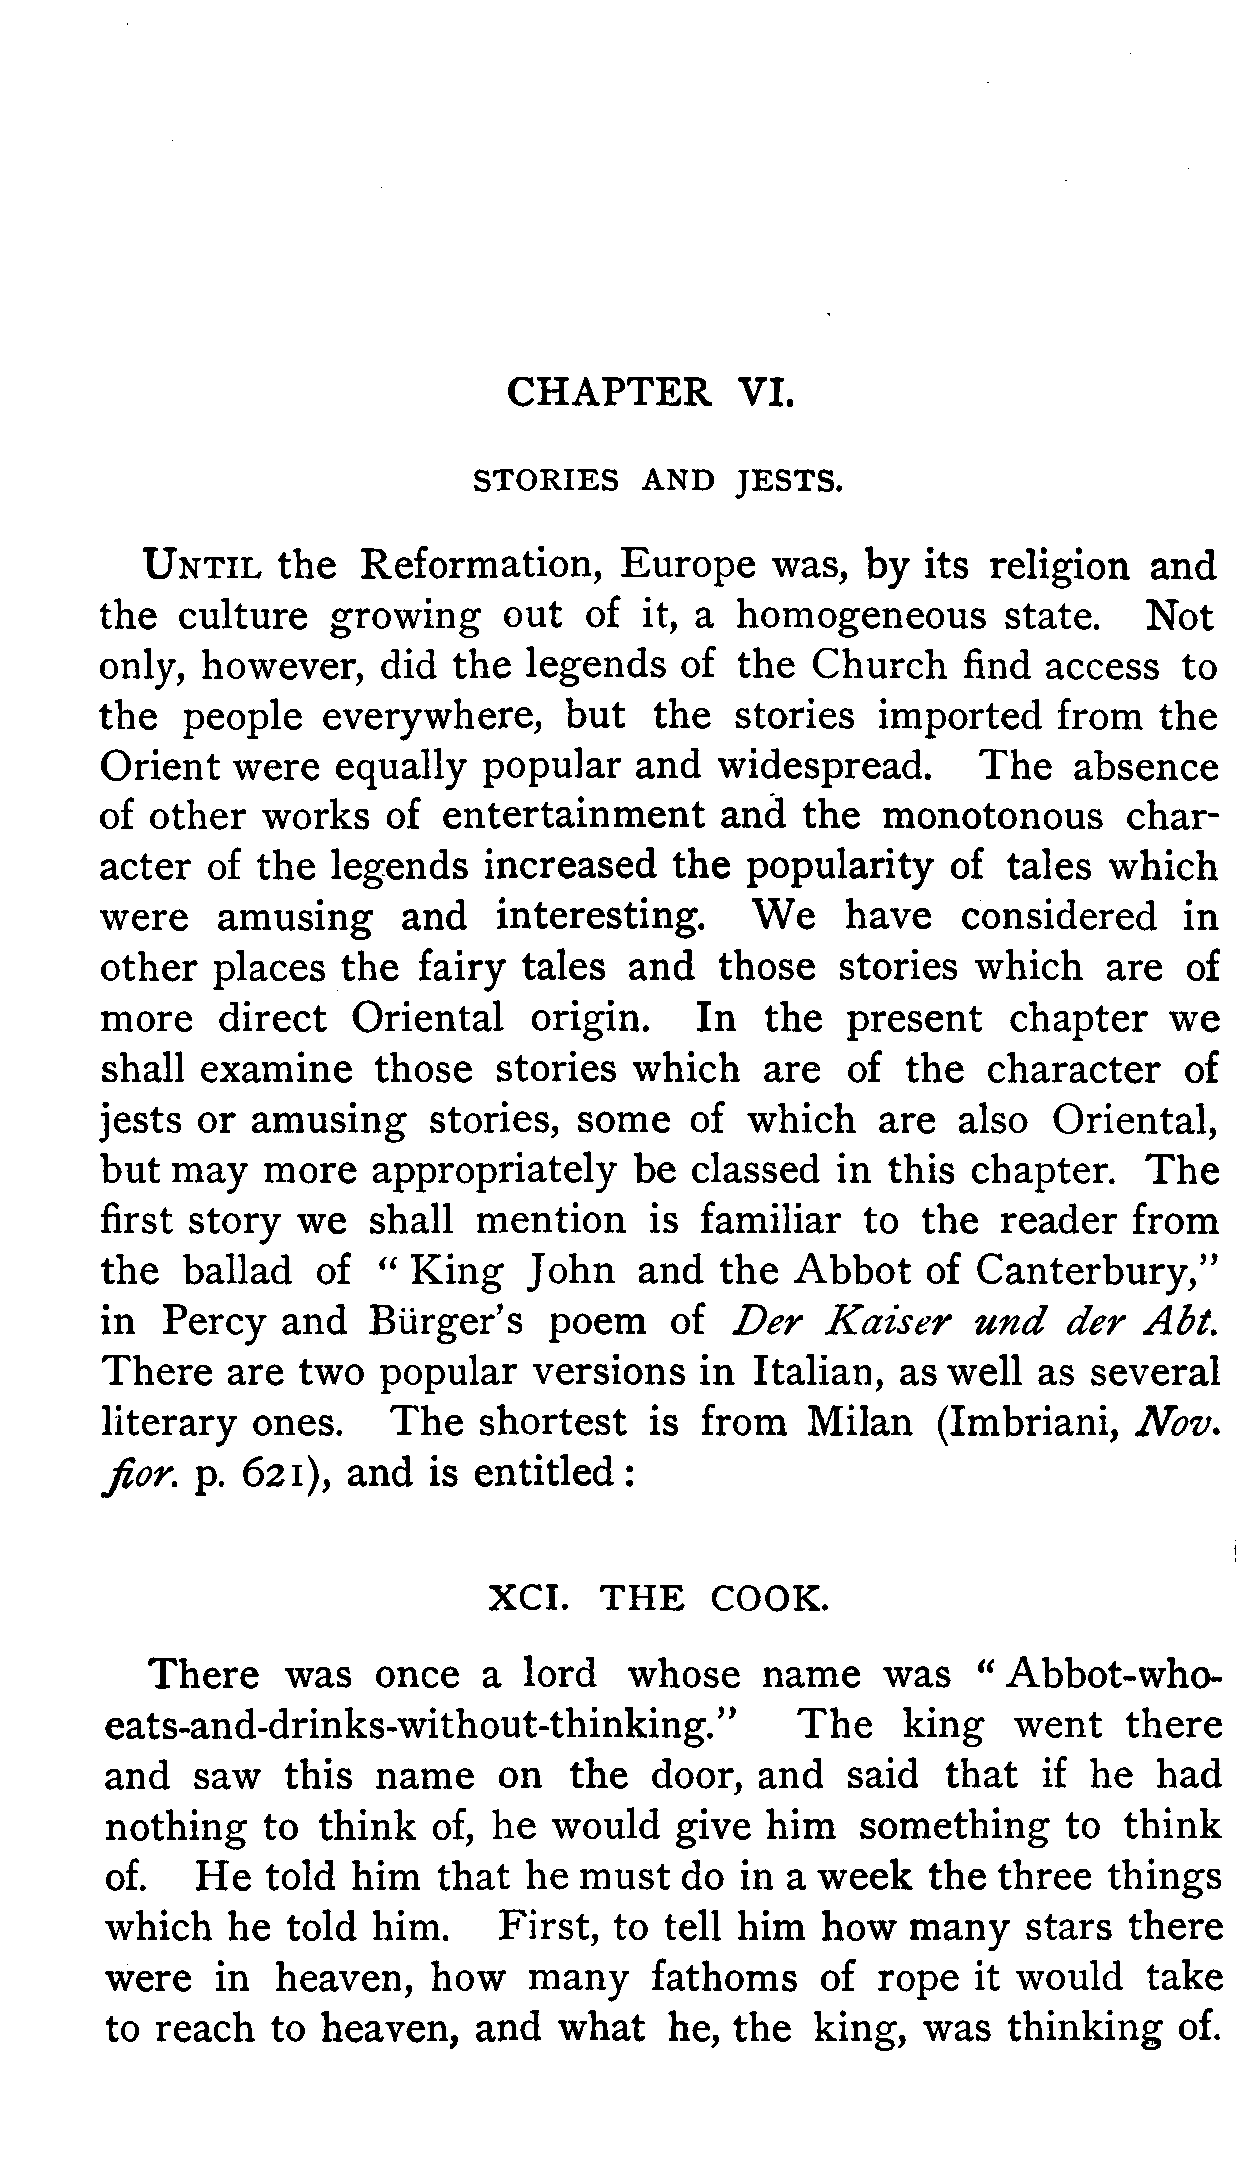 CHAPTER VI.
STORIES AND JESTS.
UNTIL the Reformation, Europe was, by its religion and
the culture growing out of it, a homogeneous state. Not
only, however, did the legends of the Church find access to
the people everywhere, but the stories imported from the
Orient were equally popular and widespread. The absence
of other works of entertainment and the monotonous char-
acter of the legends increased the popularity of tales which
were amusing and interesting. We have considered in
other places the fairy tales and those stories which are of
more direct Oriental origin. In the present chapter we
shall examine those stories which are of the character of
jests or amusing stories, some of which are also Oriental,
but may more appropriately be classed in this chapter. The
first story we shall mention is familiar to the reader from
the ballad of " King John and the Abbot of Canterbury,"
in Percy and Bürger's poem of Der Kaiser und der Abt.
There are two popular versions in Italian, as well as several
literary ones. The shortest is from Milan (Imbriani, Nov.
fior. p. 621), and is entitled :
XCI. THE COOK.
There was once a lord whose name was " Abbot-who-
eats-and-drinks-without-thinking." The king went there
and saw this name on the door, and said that if he had
nothing to think of, he would give him something to think
of. He told him that he must do in a week the three things
which he told him. First, to tell him how many stars there
were in heaven, how many fathoms of rope it would take
to reach to heaven, and what he, the king, was thinking of.